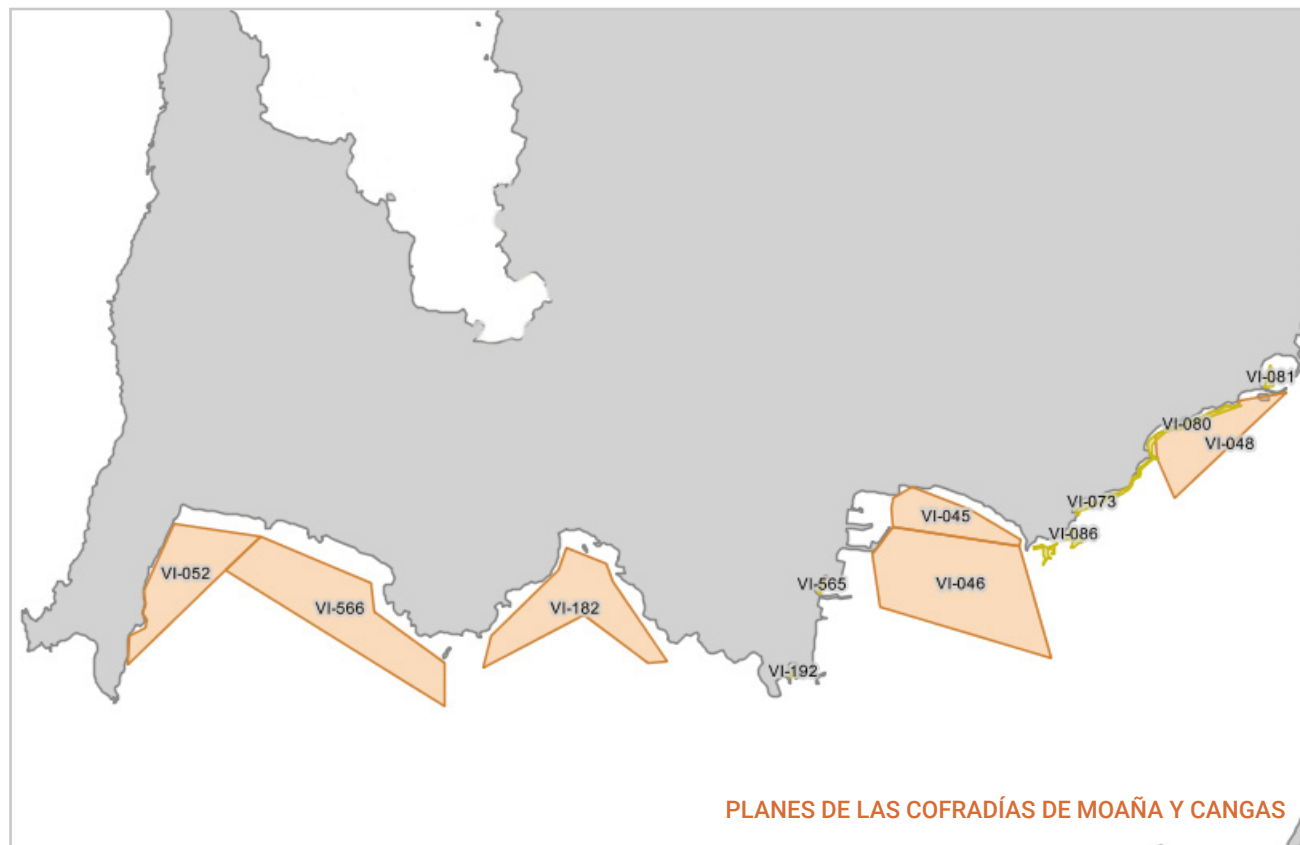 VI-081
VI-080
VI-048
VI-073
VI-045
VI-086
VI-052
VI-565
VI-046
VI-566
VI-182
VI-192
PLANES DE LAS COFRADÍAS DE MOAÑA Y CANGAS